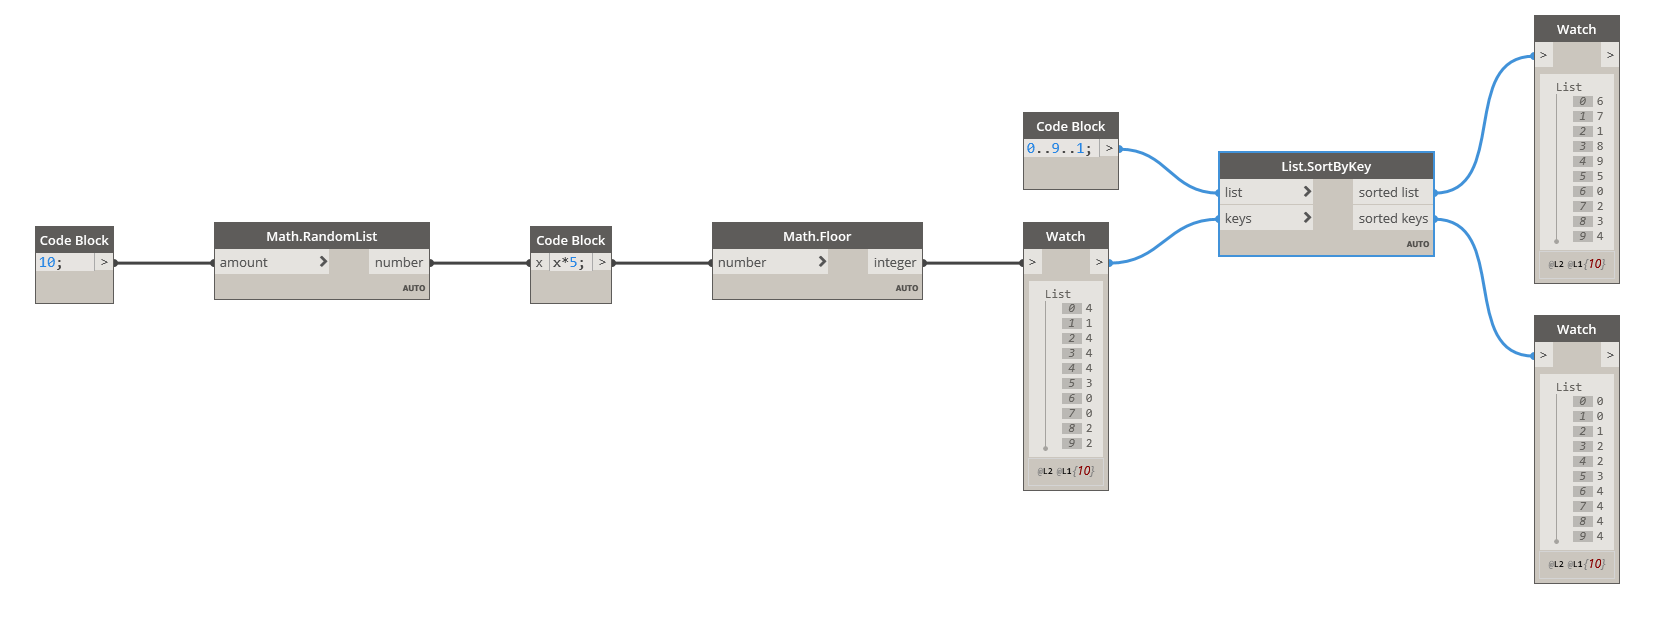 Code Block
10; >
Math.RandomList
amount > number
AUTO
Code Block
x x*5; >
Math.Floor
number > integer
AUTO
Code Block
0..9..1; >
Watch
> >
List
0 4
1 1
2 4
3 4
4 4
5 3
6 0
7 0
8 2
9 2
@L2 @L1 {10}
List.SortByKey
list > sorted list
keys > sorted keys
AUTO
Watch
> >
List
0 6
1 7
2 1
3 8
4 9
5 5
6 0
7 2
8 3
9 4
@L2 @L1 {10}
Watch
> >
List
0 0
1 0
2 1
3 2
4 2
5 3
6 4
7 4
8 4
9 4
@L2 @L1 {10}